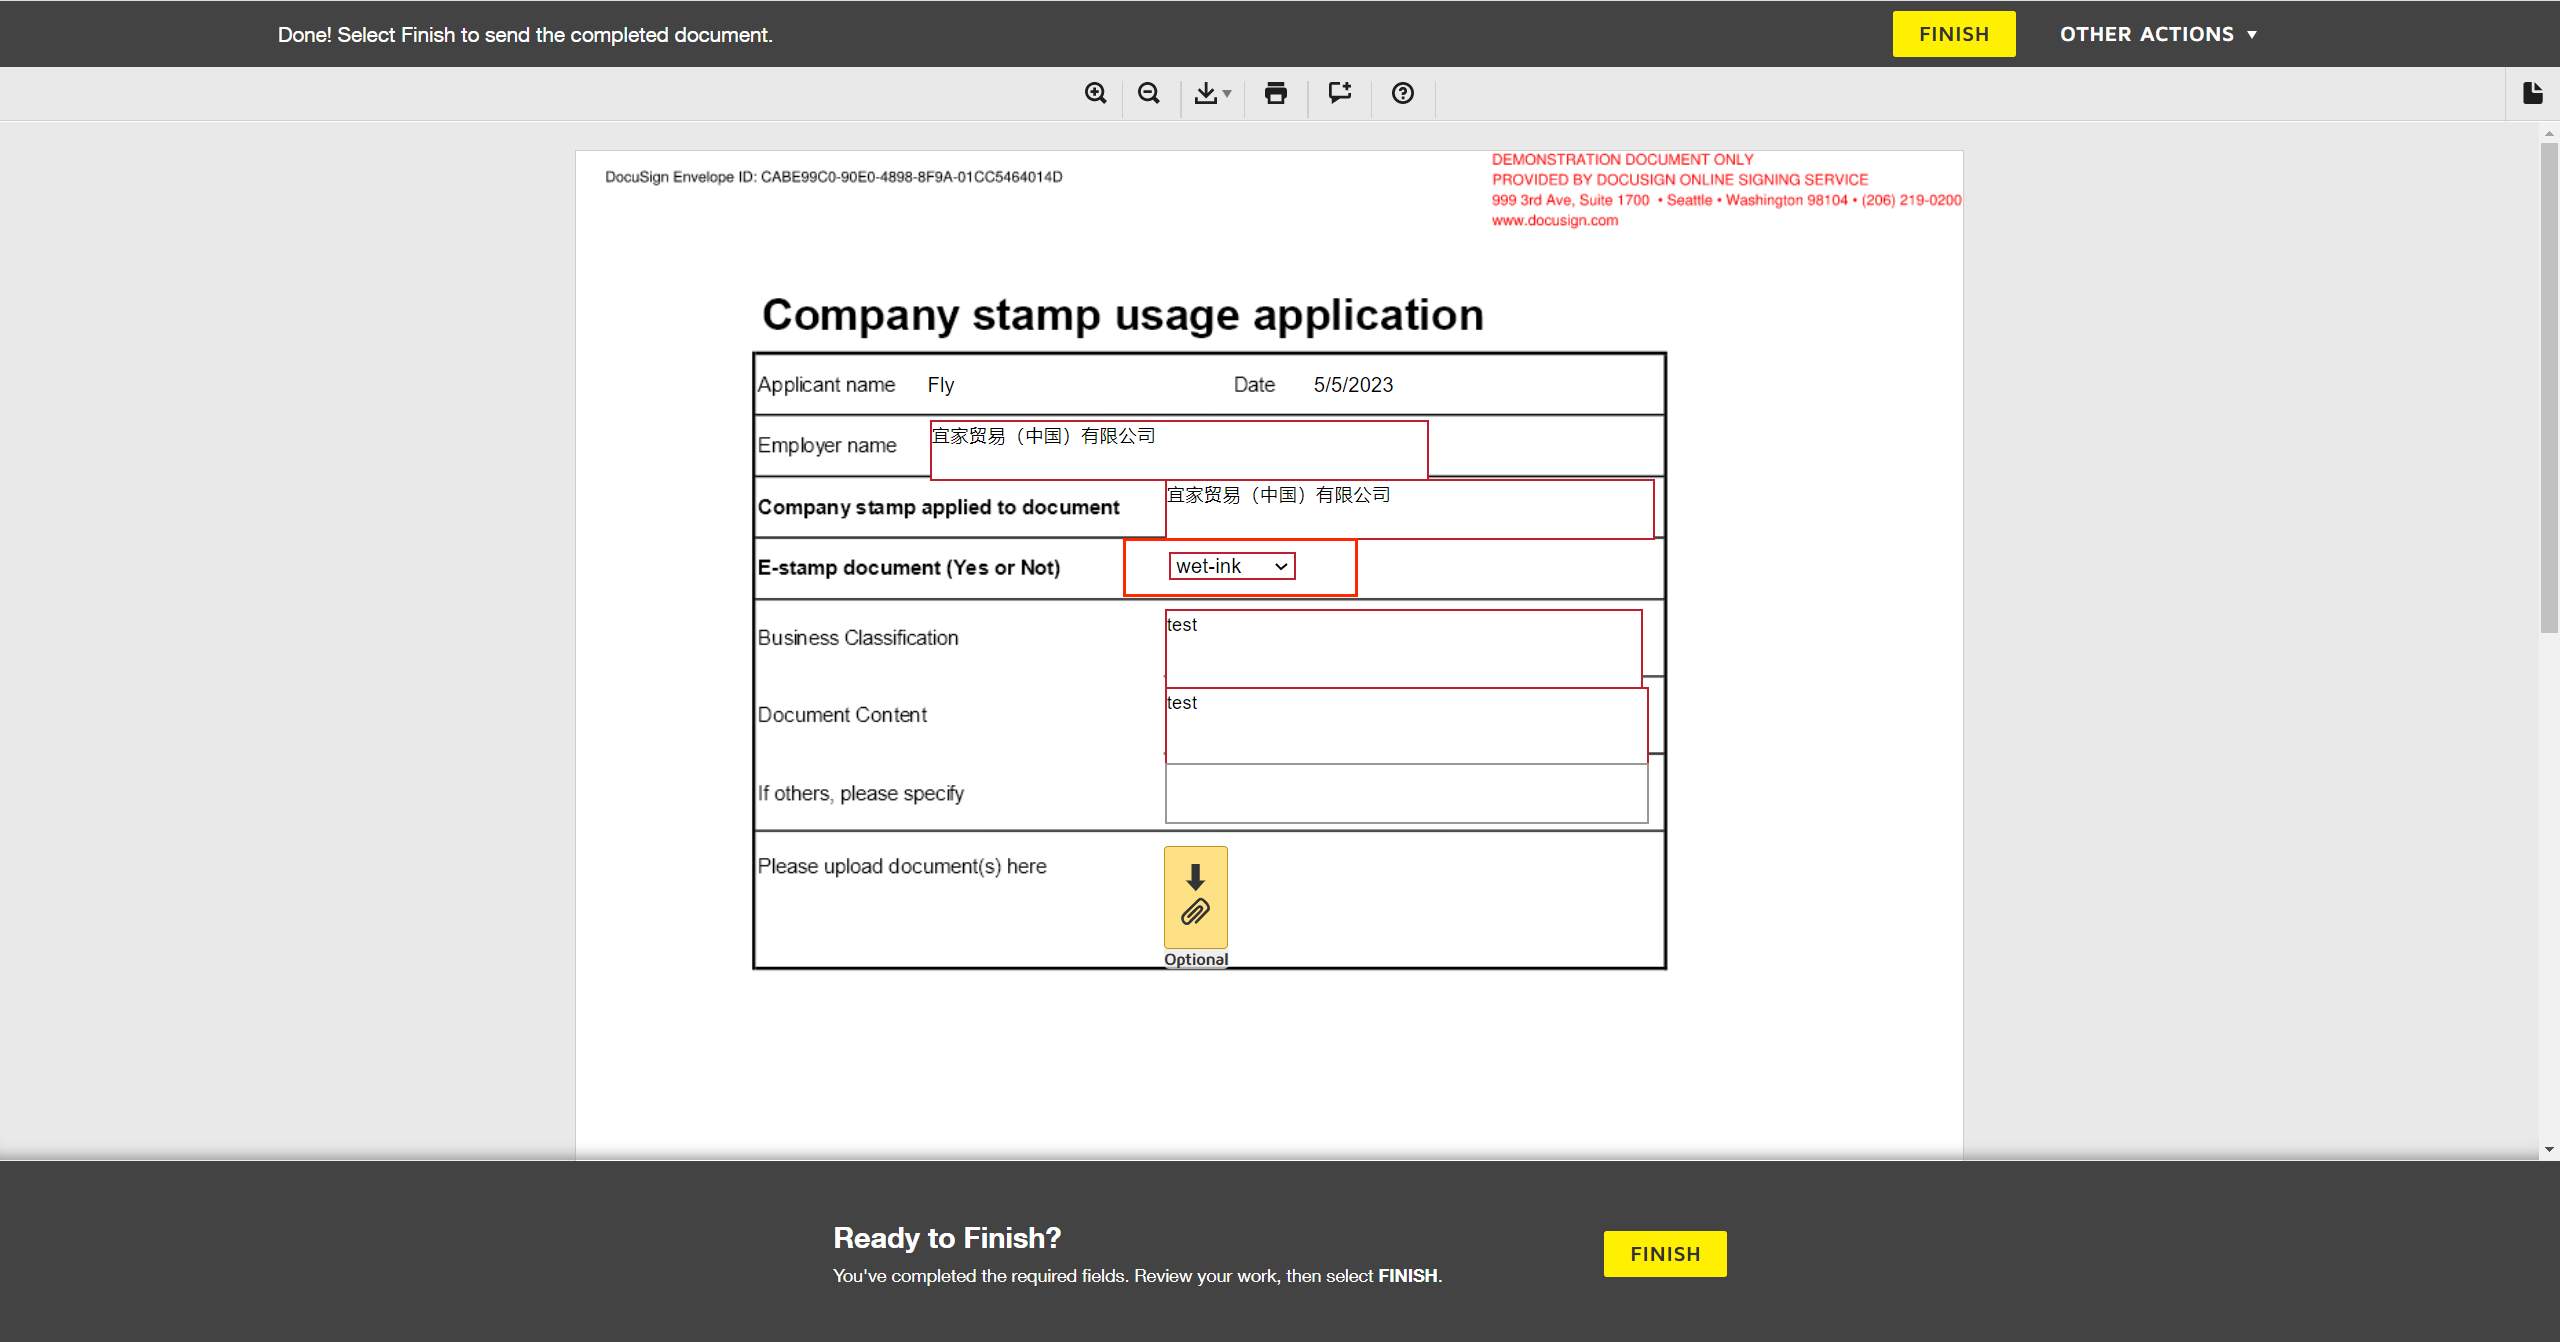 Done! Select Finish to send the completed document.
FINISH
OTHER ACTIONS
DocuSign Envelope ID: CABE99C0-90E0-4898-8F9A-01CC5464014D
DEMONSTRATION DOCUMENT ONLY
PROVIDED BY DOCUSIGN ONLINE SIGNING SERVICE
999 3rd Ave, Suite 1700 • Seattle • Washington 98104 • (206) 219-0200
www.docusign.com
Company stamp usage application
Applicant name Fly Date 5/5/2023
Employer name 宜家贸易（中国）有限公司
Company stamp applied to document 宜家贸易（中国）有限公司
E-stamp document (Yes or Not) wet-ink
Business Classification test
Document Content test
If others, please specify
Please upload document(s) here
Optional
Ready to Finish?
You've completed the required fields. Review your work, then select FINISH.
FINISH